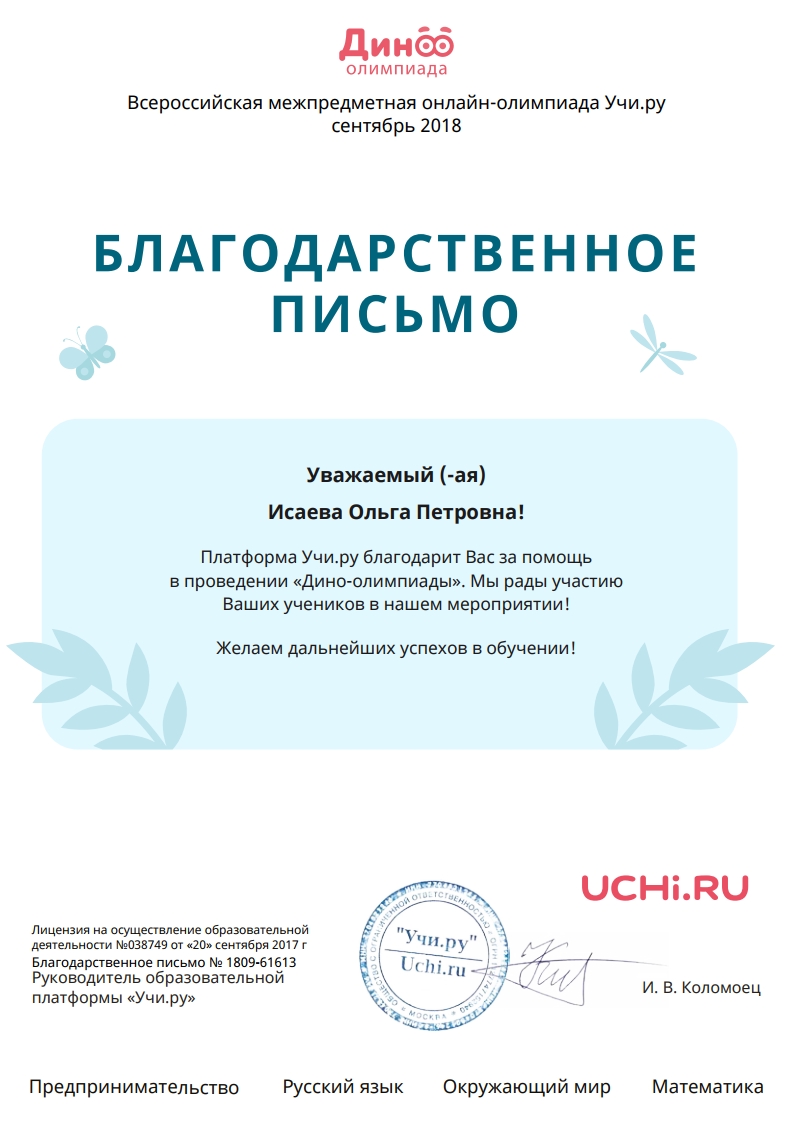 Дино
олимпиада
Всероссийская межпредметная онлайн-олимпиада Учи.ру
сентябрь 2018
БЛАГОДАРСТВЕННОЕ
ПИСЬМО
Уважаемый (-ая)
Исаева Ольга Петровна!
Платформа Учи.ру благодарит Вас за помощь
в проведении «Дино-олимпиады». Мы рады участию
Ваших учеников в нашем мероприятии!
Желаем дальнейших успехов в обучении!
UCHi.RU
Лицензия на осуществление образовательной
деятельности №038749 от «20» сентября 2017 г
Благодарственное письмо № 1809-61613
Руководитель образовательной
платформы «Учи.ру»
ОБЩЕСТВО С ОГРАНИЧЕННОЙ ОТВЕТСТВЕННОСТЬЮ
"Учи.ру"
Uchi.ru
МОСКВА
И. В. Коломоец
Предпринимательство Русский язык Окружающий мир Математика